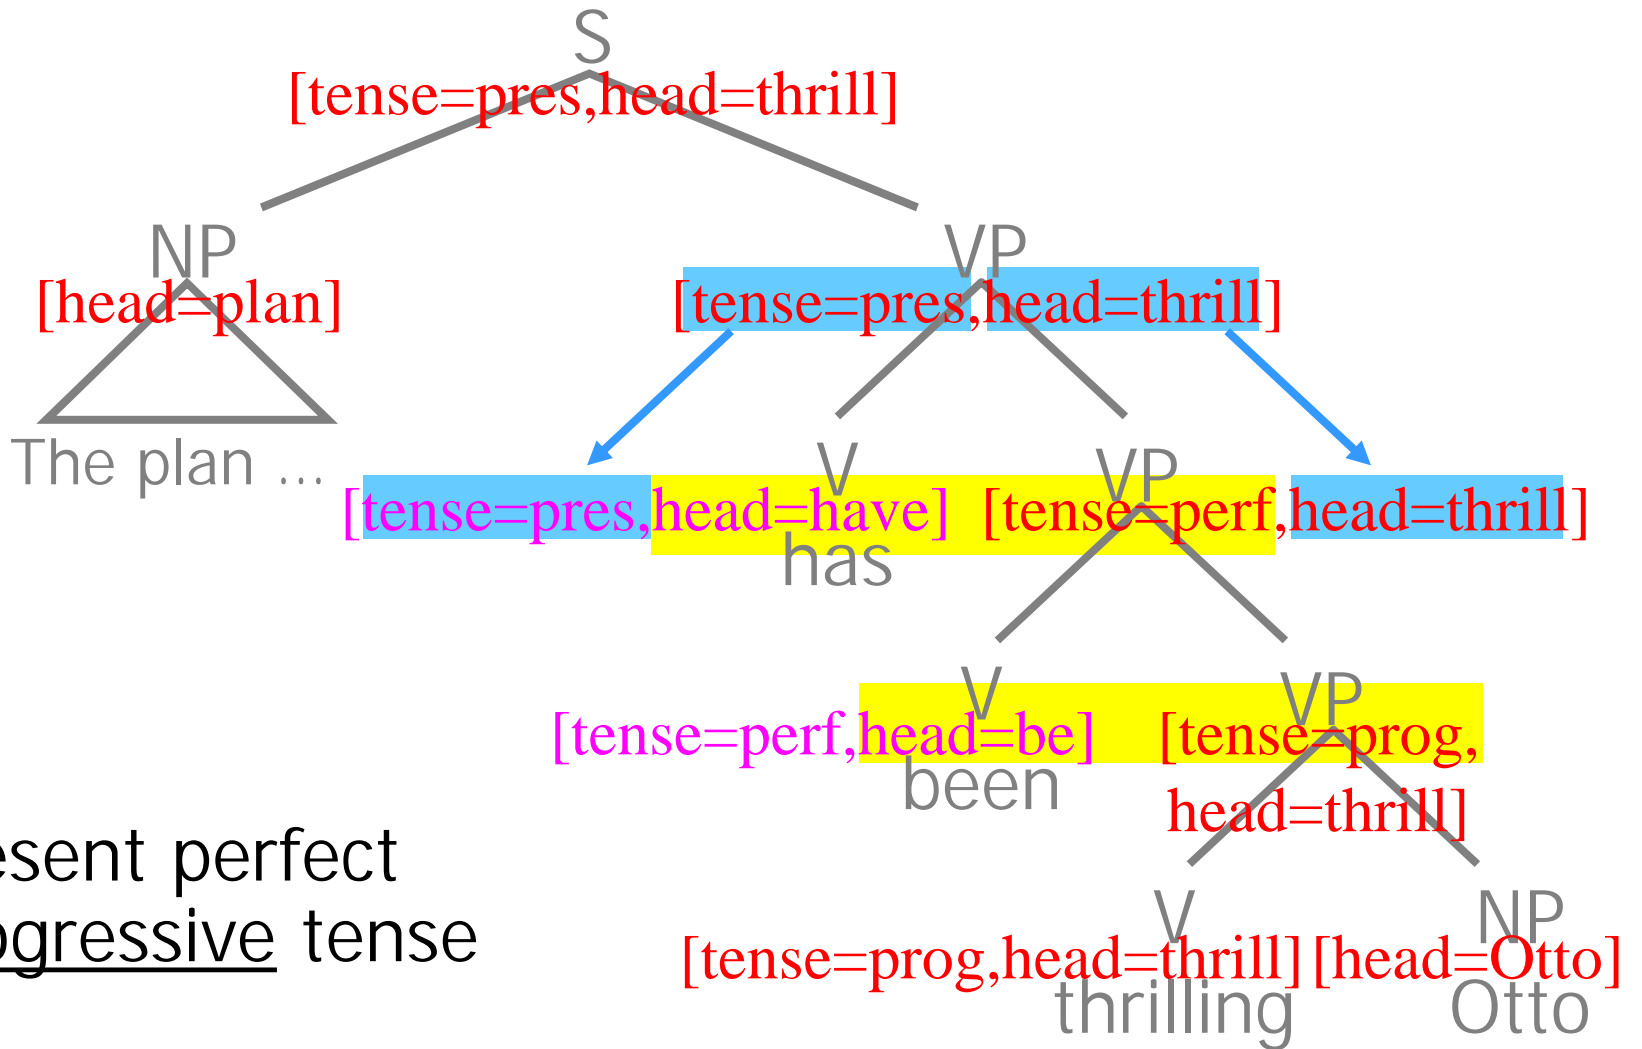 S
[tense=pres,head=thrill]
NP VP
[head=plan] [tense=pres,head=thrill]
The plan ... V VP
[tense=pres,head=have] [tense=perf,head=thrill]
has
V VP
[tense=perf,head=be] [tense=prog,
been head=thrill]
esent perfect
V NP
ogressive tense
[tense=prog,head=thrill] [head=Otto]
thrilling Otto